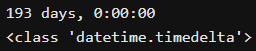 193 days, 0:00:00
<class 'datetime.timedelta'>